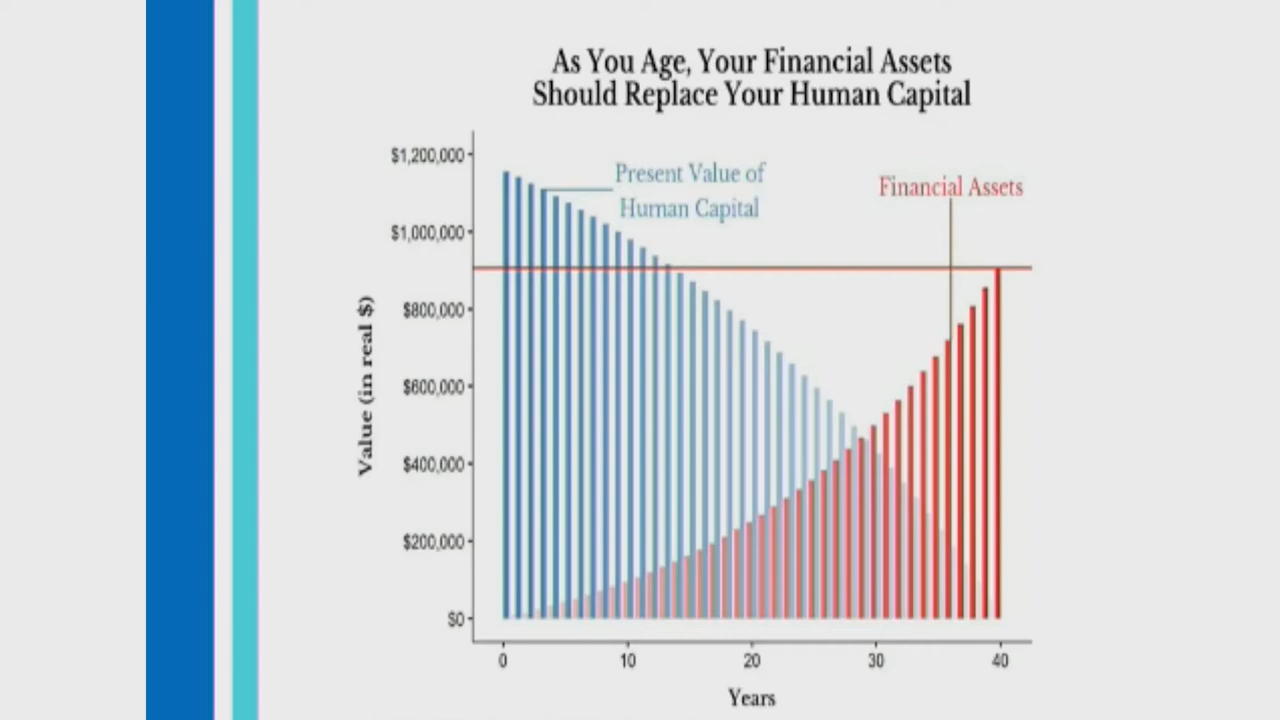 As You Age, Your Financial Assets
Should Replace Your Human Capital
$1,200,000
$1,000,000
$800,000
$600,000
$400,000
$200,000
$0
Value (in real $)
Present Value of
Human Capital
Financial Assets
0 10 20 30 40
Years